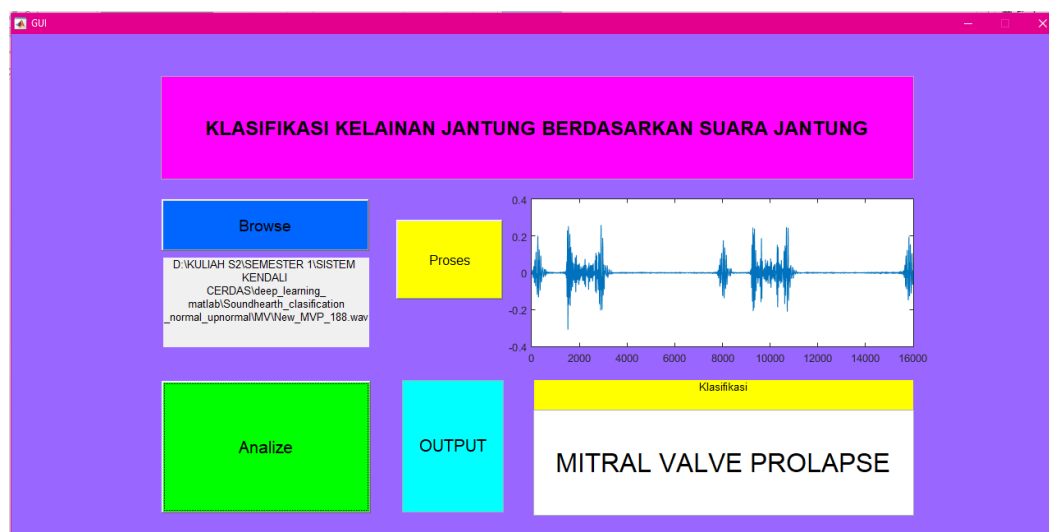 GUI
KLASIFIKASI KELAINAN JANTUNG BERDASARKAN SUARA JANTUNG
Browse
D:\KULIAH S2\SEMESTER 1\SISTEM
KENDALI
CERDAS\deep_learning_
matlab\Soundhearth_clasification
_normal_upnormal\MV\New_MVP_188.wav
Proses
0.4
0.2
0
-0.2
-0.4
0 2000 4000 6000 8000 10000 12000 14000 16000
Analize
OUTPUT
Klasifikasi
MITRAL VALVE PROLAPSE